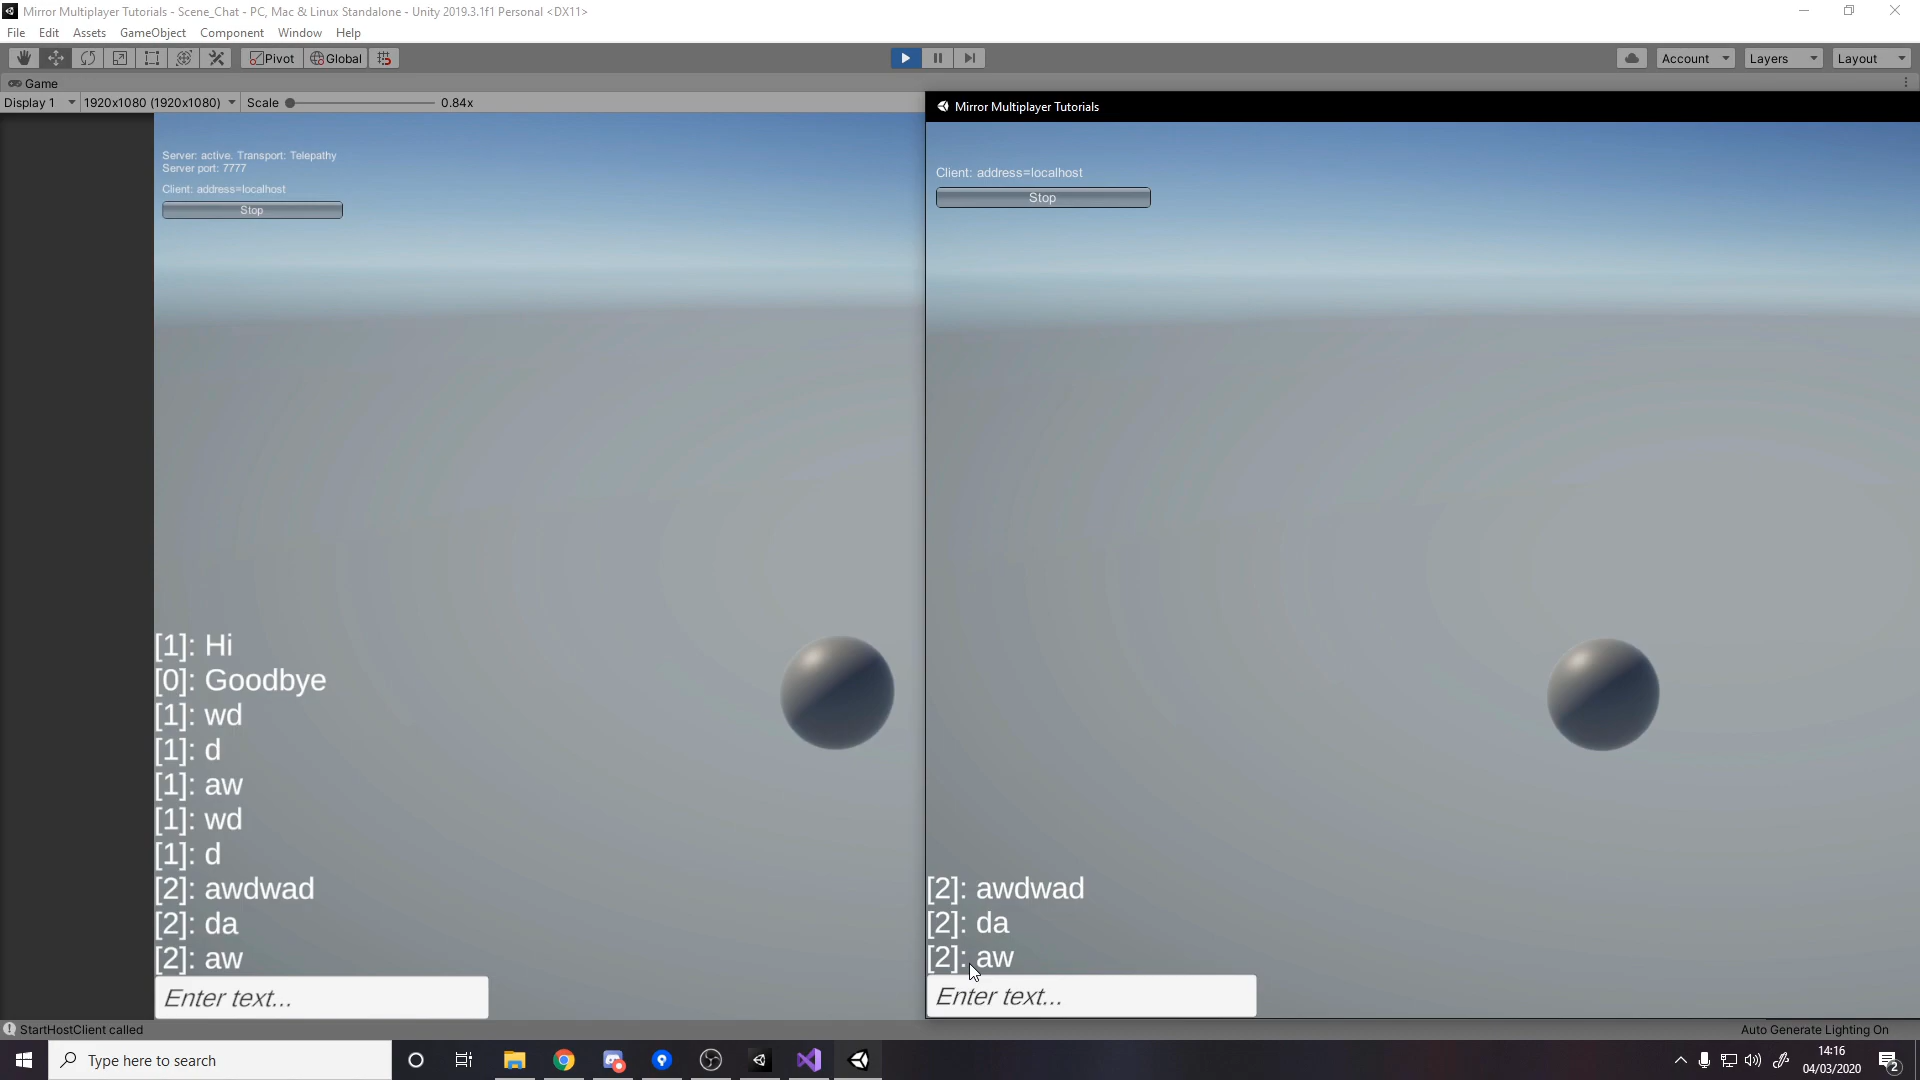 Mirror Multiplayer Tutorials - Scene_Chat - PC, Mac & Linux Standalone - Unity 2019.3.1f1 Personal <DX11>
File Edit Assets GameObject Component Window Help
Pivot Global Account Layers Layout
Game
Display 1 1920x1080 (1920x1080) Scale 0.84x
Mirror Multiplayer Tutorials
Server: active. Transport: Telepathy
Server port: 7777
Client: address=localhost
Stop
Client: address=localhost
Stop
[1]: Hi
[0]: Goodbye
[1]: wd
[1]: d
[1]: aw
[1]: wd
[1]: d
[2]: awdwad
[2]: da
[2]: aw
Enter text...
[2]: awdwad
[2]: da
[2]: aw
Enter text...
StartHostClient called
Auto Generate Lighting On
Type here to search
14:16
04/03/2020
2